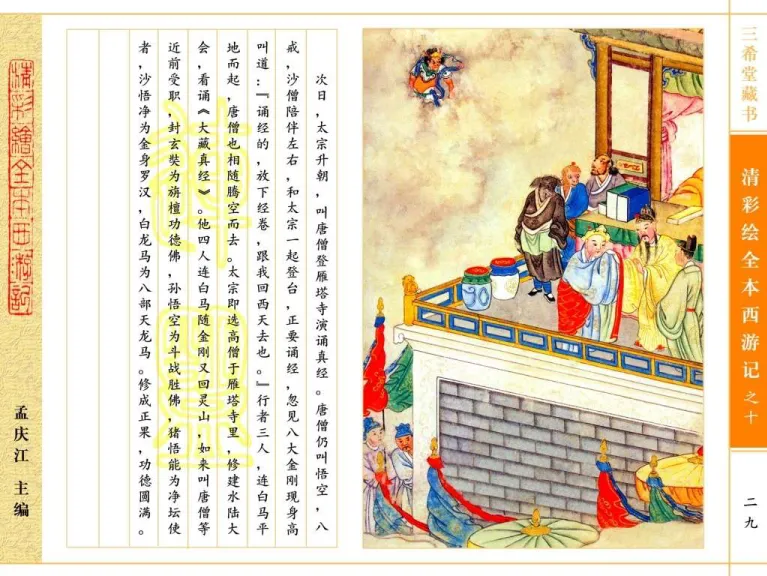 三希堂藏书
清彩绘全本西游记之十
二九
次日，太宗升朝，叫唐僧登雁塔寺演诵真经。唐僧仍叫悟空，八
戒，沙僧陪伴左右，和太宗一起登台，正要诵经，忽见八大金刚现身高
叫道：『诵经的，放下经卷，跟我回西天去也。』行者三人，连白马平
地而起，唐僧也相随腾空而去。太宗即选高僧于雁塔寺里，修建水陆大
会，看诵《大藏真经》。他四人连白马随金刚又回灵山，如来叫唐僧等
近前受职，封玄奘为旃檀功德佛，孙悟空为斗战胜佛，猪悟能为净坛使
者，沙悟净为金身罗汉，白龙马为八部天龙马。修成正果，功德圆满。
清彩繪全本西游記
孟庆江 主编